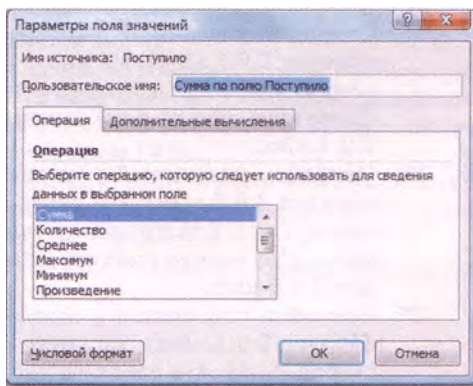 Параметры поля значений
Имя источника: Поступило
Пользовательское имя: Сумма по полю Поступило
Операция Дополнительные вычисления
Операция
Выберите операцию, которую следует использовать для сведения
данных в выбранном поле
Сумма
Количество
Среднее
Максимум
Минимум
Произведение
Числовой формат ОК Отмена